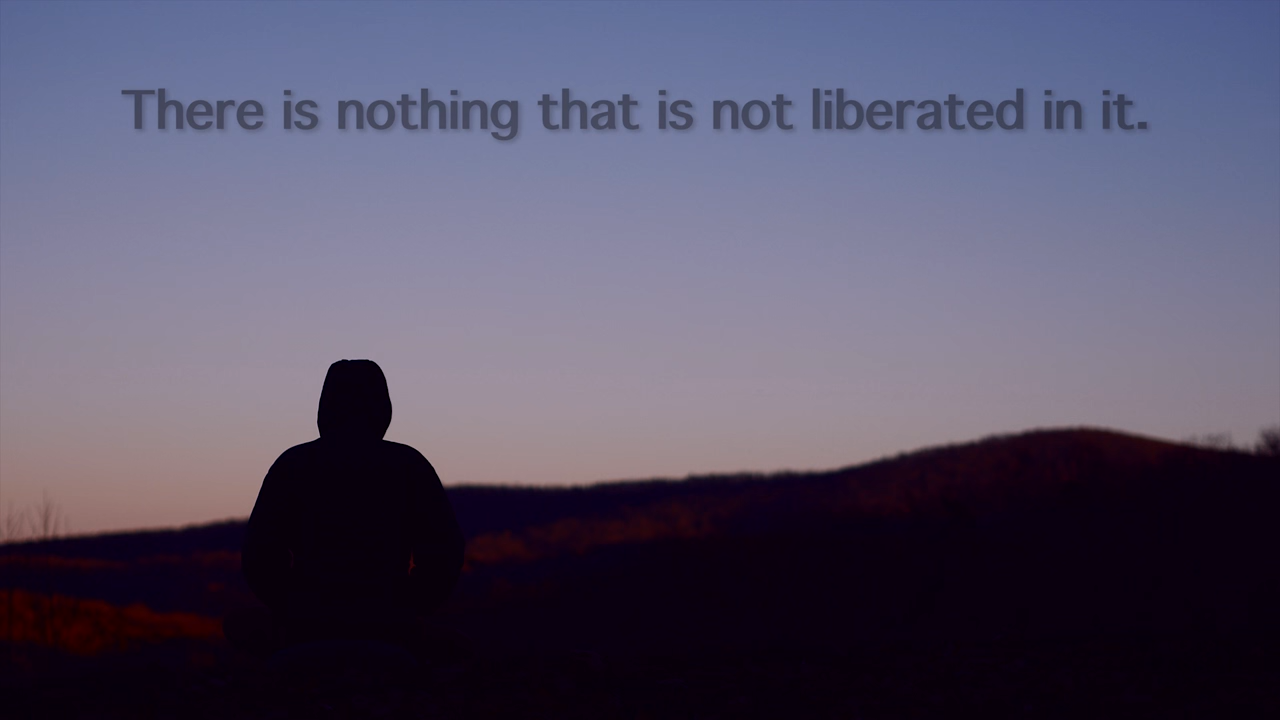 There is nothing that is not liberated in it.